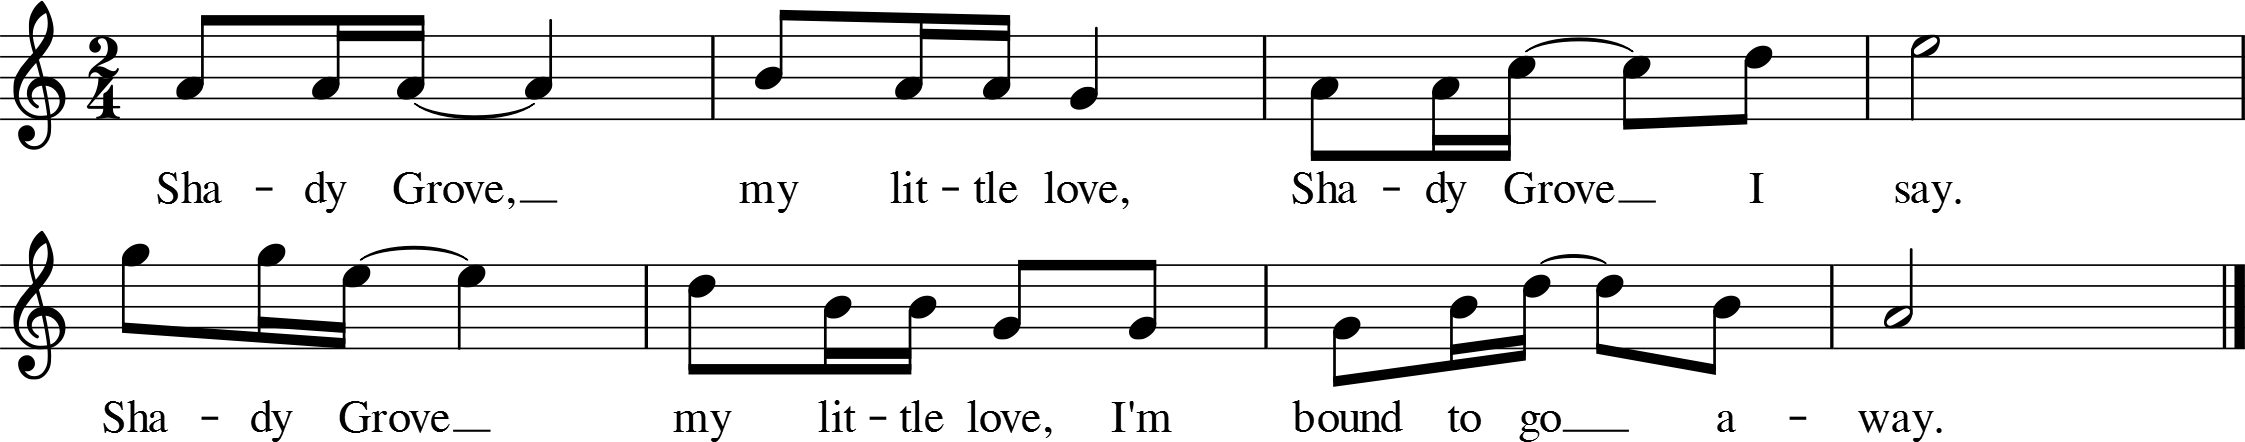 2
4
Sha - dy Grove,__ my lit - tle love, Sha - dy Grove__ I say.
Sha - dy Grove__ my lit - tle love, I'm bound to go__ a - way.